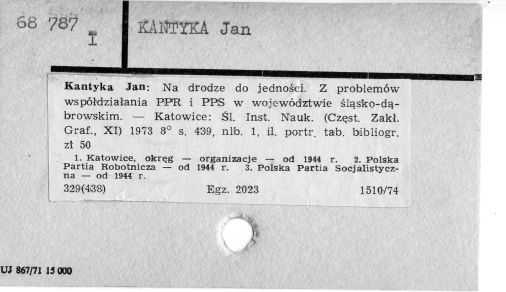 68 787
I
KANTYKA Jan
Kantyka Jan: Na drodze do jedności. Z problemów
współdziałania PPR i PPS w województwie śląsko-dą-
browskim. — Katowice: Śl. Inst. Nauk. (Częst. Zakł.
Graf., XI) 1973 8° s. 439, nlb. 1, il. portr. tab. bibliogr.
zł 50
1. Katowice, okręg — organizacje — od 1944 r. 2. Polska
Partia Robotnicza — od 1944 r. 3. Polska Partia Socjalistycz-
na — od 1944 r.
329(438) Egz. 2023 1510/74
UJ 867/71 15 000